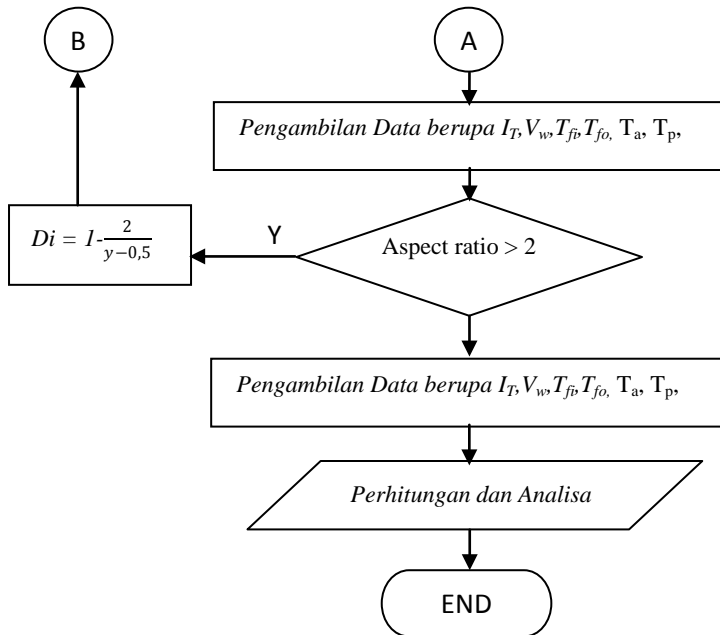 B
A
Pengambilan Data berupa I_T,V_w,T_fi,T_fo, T_a, T_p,
Di = 1-2/(y−0,5)
Y
Aspect ratio > 2
Pengambilan Data berupa I_T,V_w,T_fi,T_fo, T_a, T_p,
Perhitungan dan Analisa
END